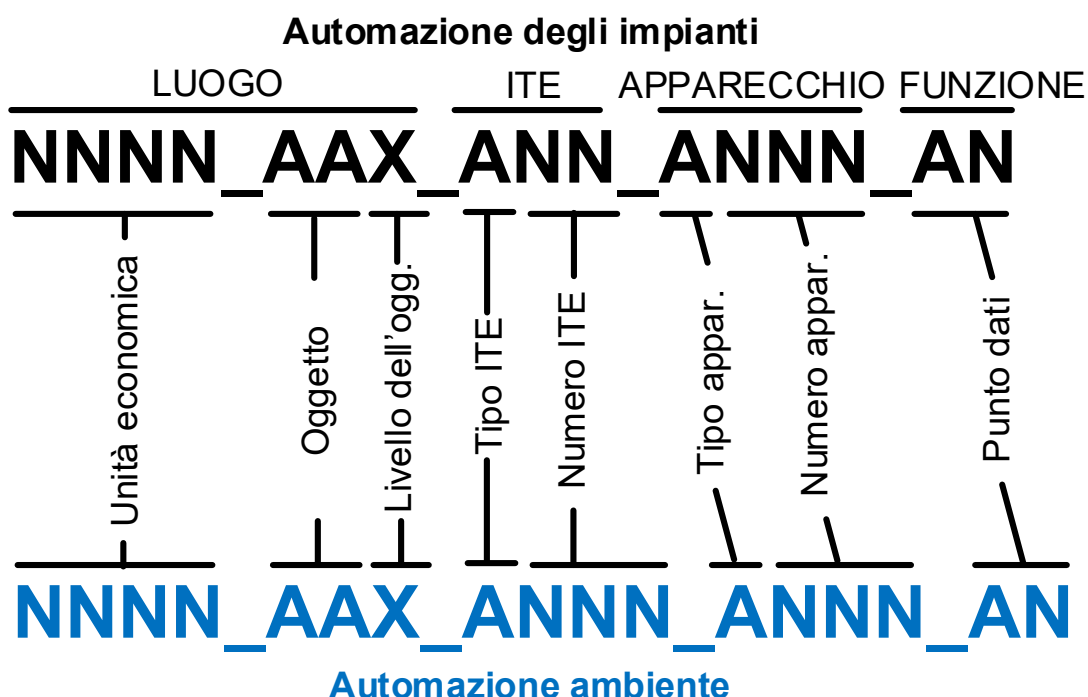 Automazione degli impianti
LUOGO ITE APPARECCHIO FUNZIONE
NNNN_AAX_ANN_ANNN_AN
Unità economica
Oggetto
Livello dell'ogg.
Tipo ITE
Numero ITE
Tipo appar.
Numero appar.
Punto dati
NNNN_AAX_ANNN_ANNN_AN
Automazione ambiente